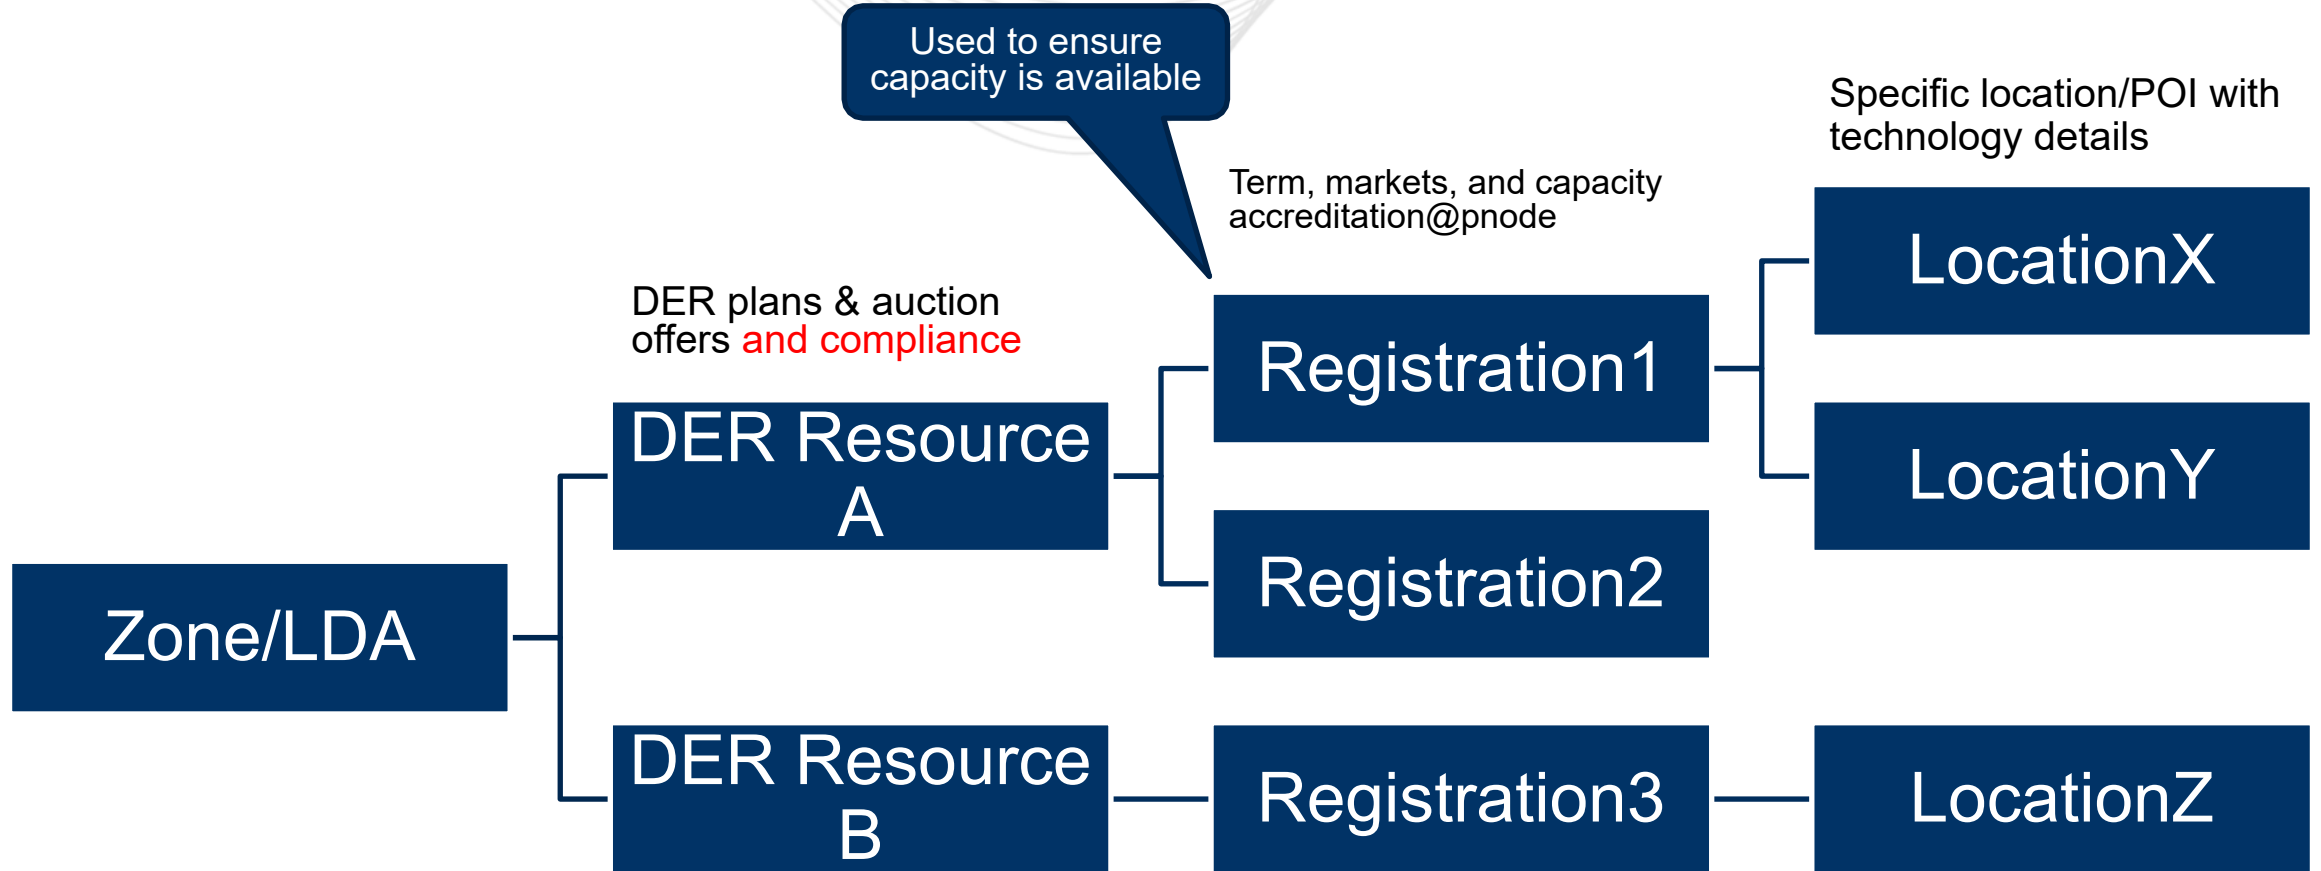 Used to ensure
capacity is available
Specific location/POI with
technology details
Term, markets, and capacity
accreditation@pnode
DER plans & auction
offers and compliance
LocationX
Registration1
DER Resource
A
LocationY
Registration2
Zone/LDA
DER Resource
B
Registration3
LocationZ